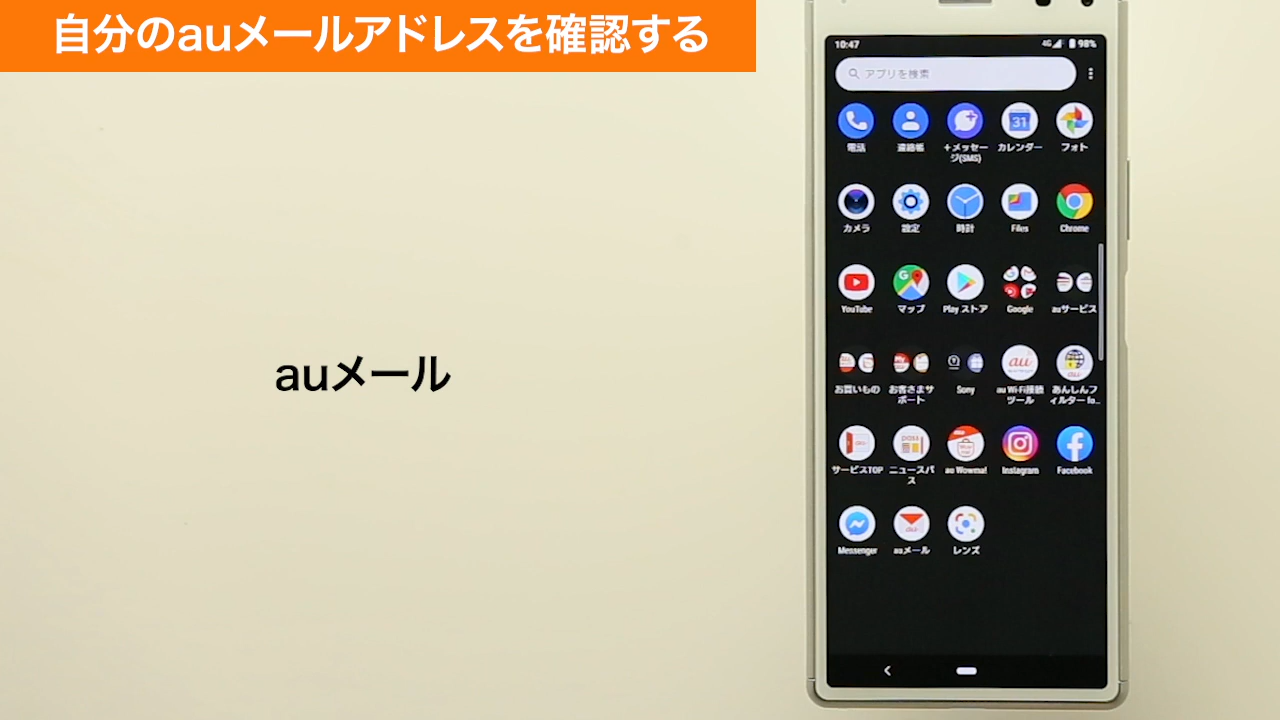 自分のauメールアドレスを確認する
10:47
4G
98%
アプリを検索
電話
連絡帳
+メッセー
ジ(SMS)
カレンダー
フォト
カメラ
設定
時計
Files
Chrome
YouTube
マップ
Play ストア
Google
auサービス
auメール
お買いもの
お客さまサ
ポート
Sony
au Wi-Fi接続
ツール
あんしんフ
ィルター fo...
サービスTOP
ニュースパ
ス
au Wowma!
Instagram
Facebook
Messenger
auメール
レンズ